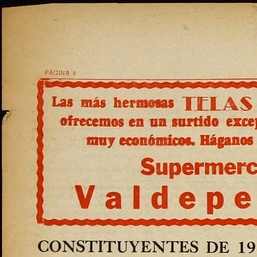 PAGINA 8
Las más hermosas TELAS
ofrecemos en un surtido excep
muy económicos. Háganos
Supermerc
Valdepe
CONSTITUYENTES DE 19